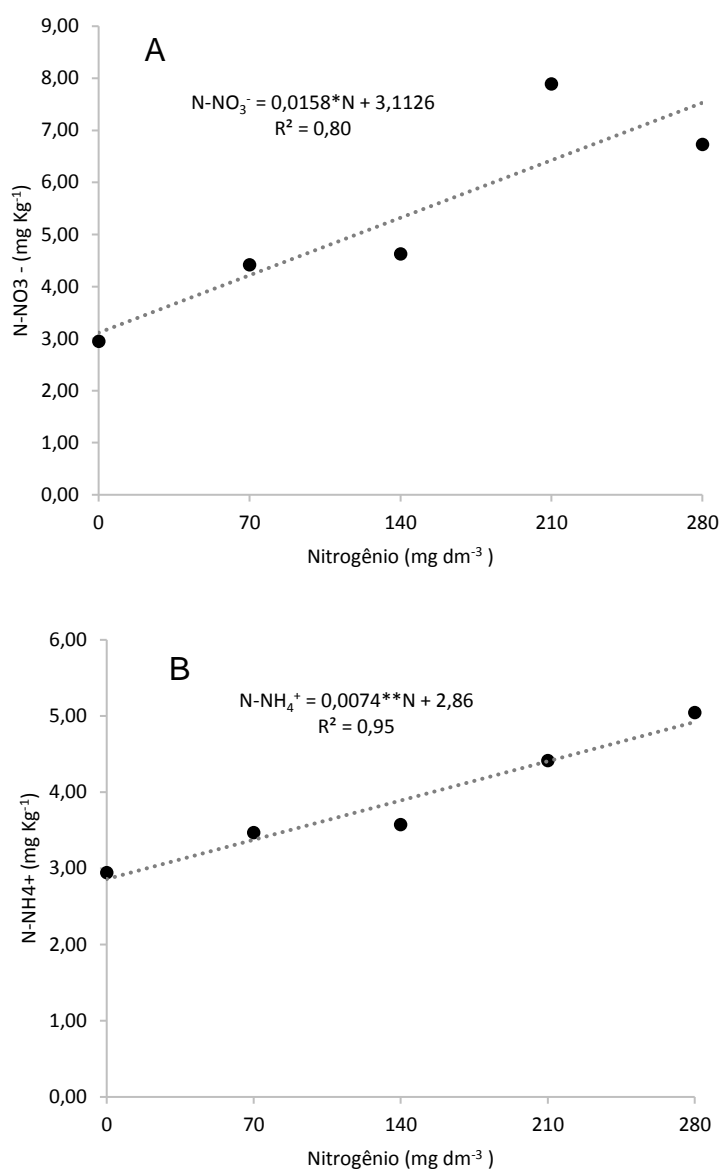 A
N-NO₃⁻ = 0,0158*N + 3,1126
R² = 0,80
N-NO3 - (mg Kg⁻¹)
9,00
8,00
7,00
6,00
5,00
4,00
3,00
2,00
1,00
0,00
0 70 140 210 280
Nitrogênio (mg dm⁻³ )
B
N-NH₄⁺ = 0,0074**N + 2,86
R² = 0,95
N-NH4+ (mg Kg⁻¹)
6,00
5,00
4,00
3,00
2,00
1,00
0,00
0 70 140 210 280
Nitrogênio (mg dm⁻³ )